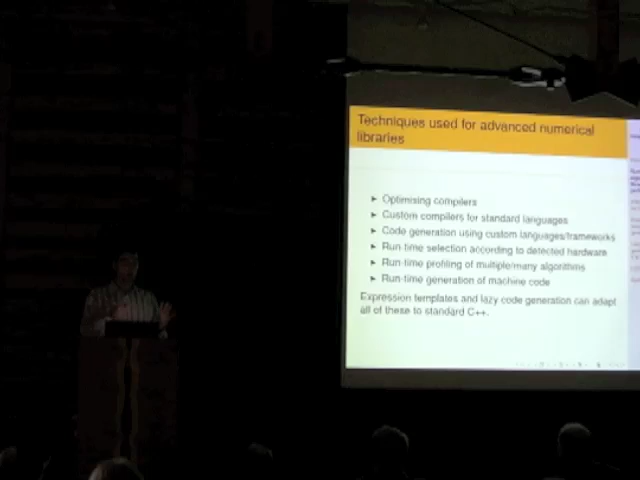 Techniques used for advanced numerical
libraries
Optimising compilers
Custom compilers for standard languages
Code generation using custom languages/frameworks
Run-time selection according to detected hardware
Run-time profiling of multiple/many algorithms
Run-time generation of machine code
Expression templates and lazy code generation can adapt
all of these to standard C++.